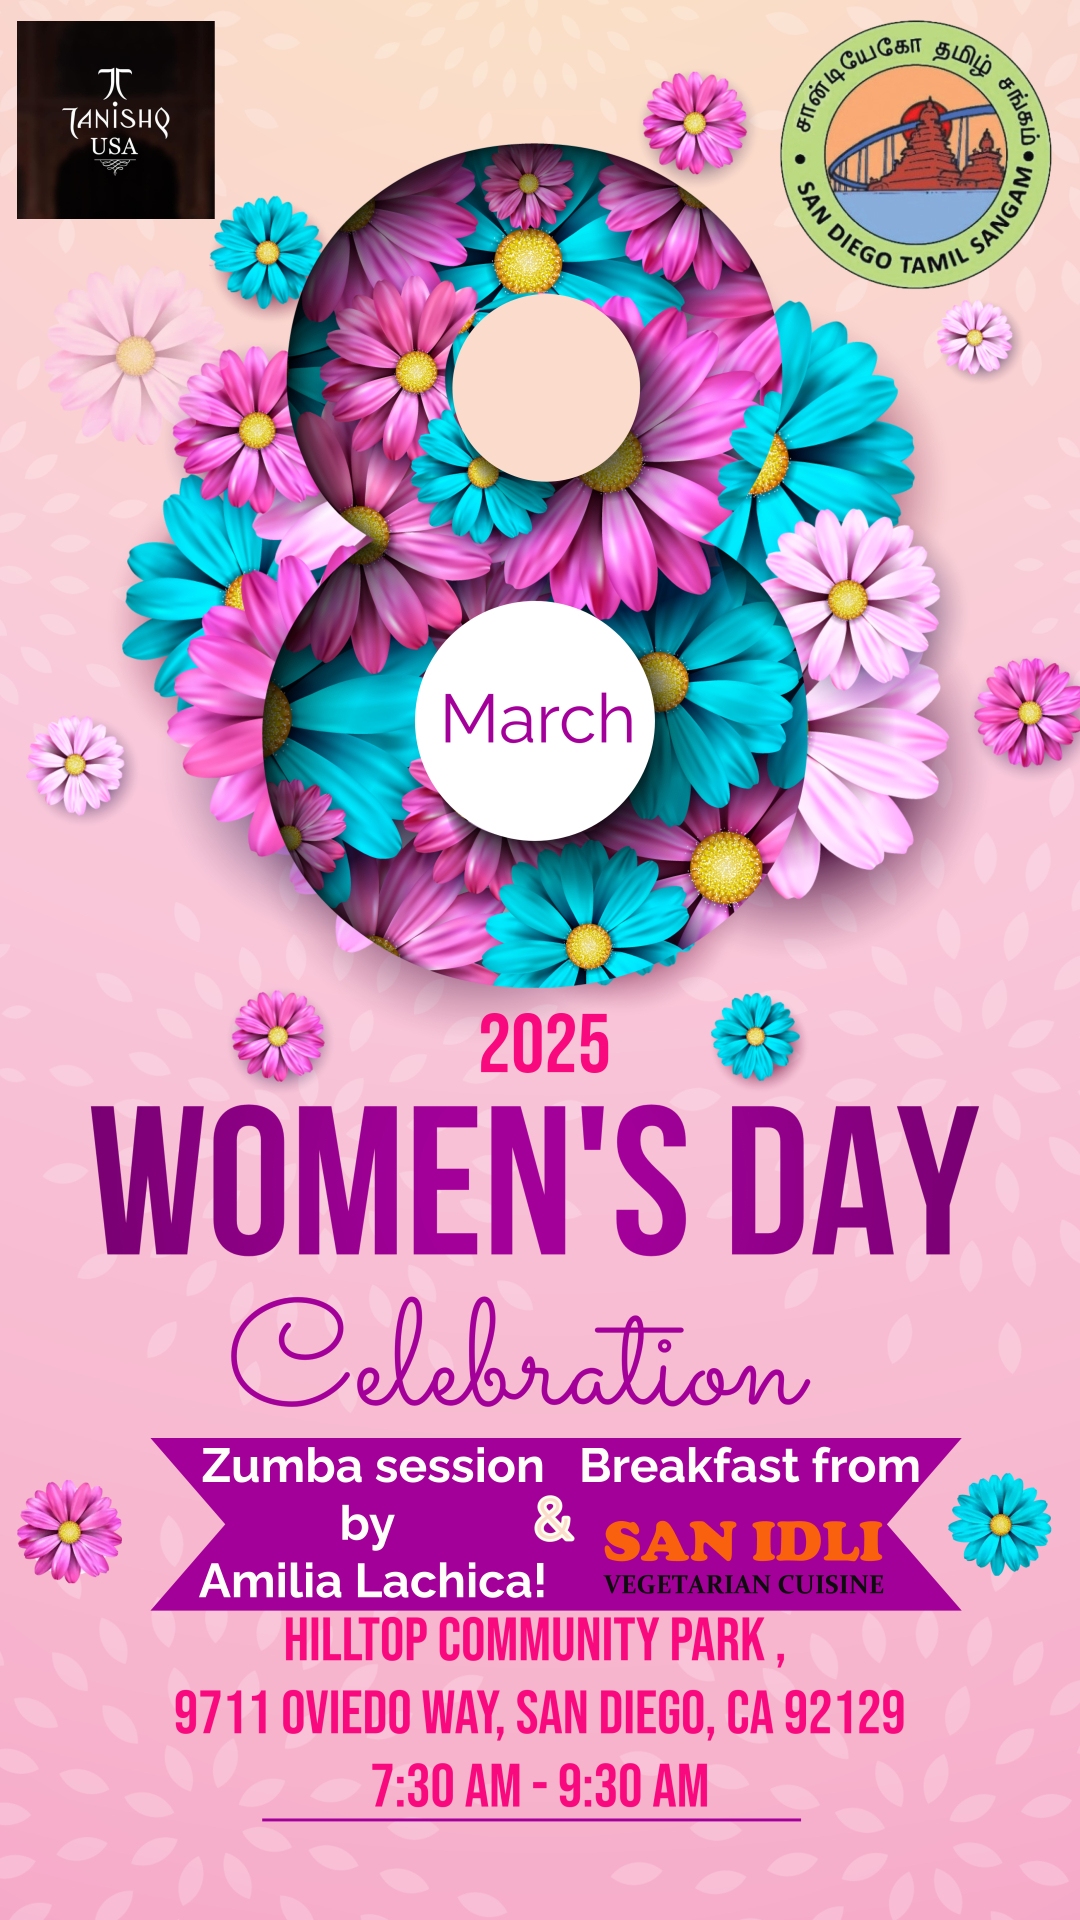 TANISHQ
USA
சான்டியேகோ தமிழ் சங்கம்
SAN DIEGO TAMIL SANGAM
8
March
2025
WOMEN'S DAY
Celebration
Zumba session
by
Amilia Lachica!
&
Breakfast from
SAN IDLI
VEGETARIAN CUISINE
HILLTOP COMMUNITY PARK ,
9711 OVIEDO WAY, SAN DIEGO, CA 92129
7:30 AM - 9:30 AM